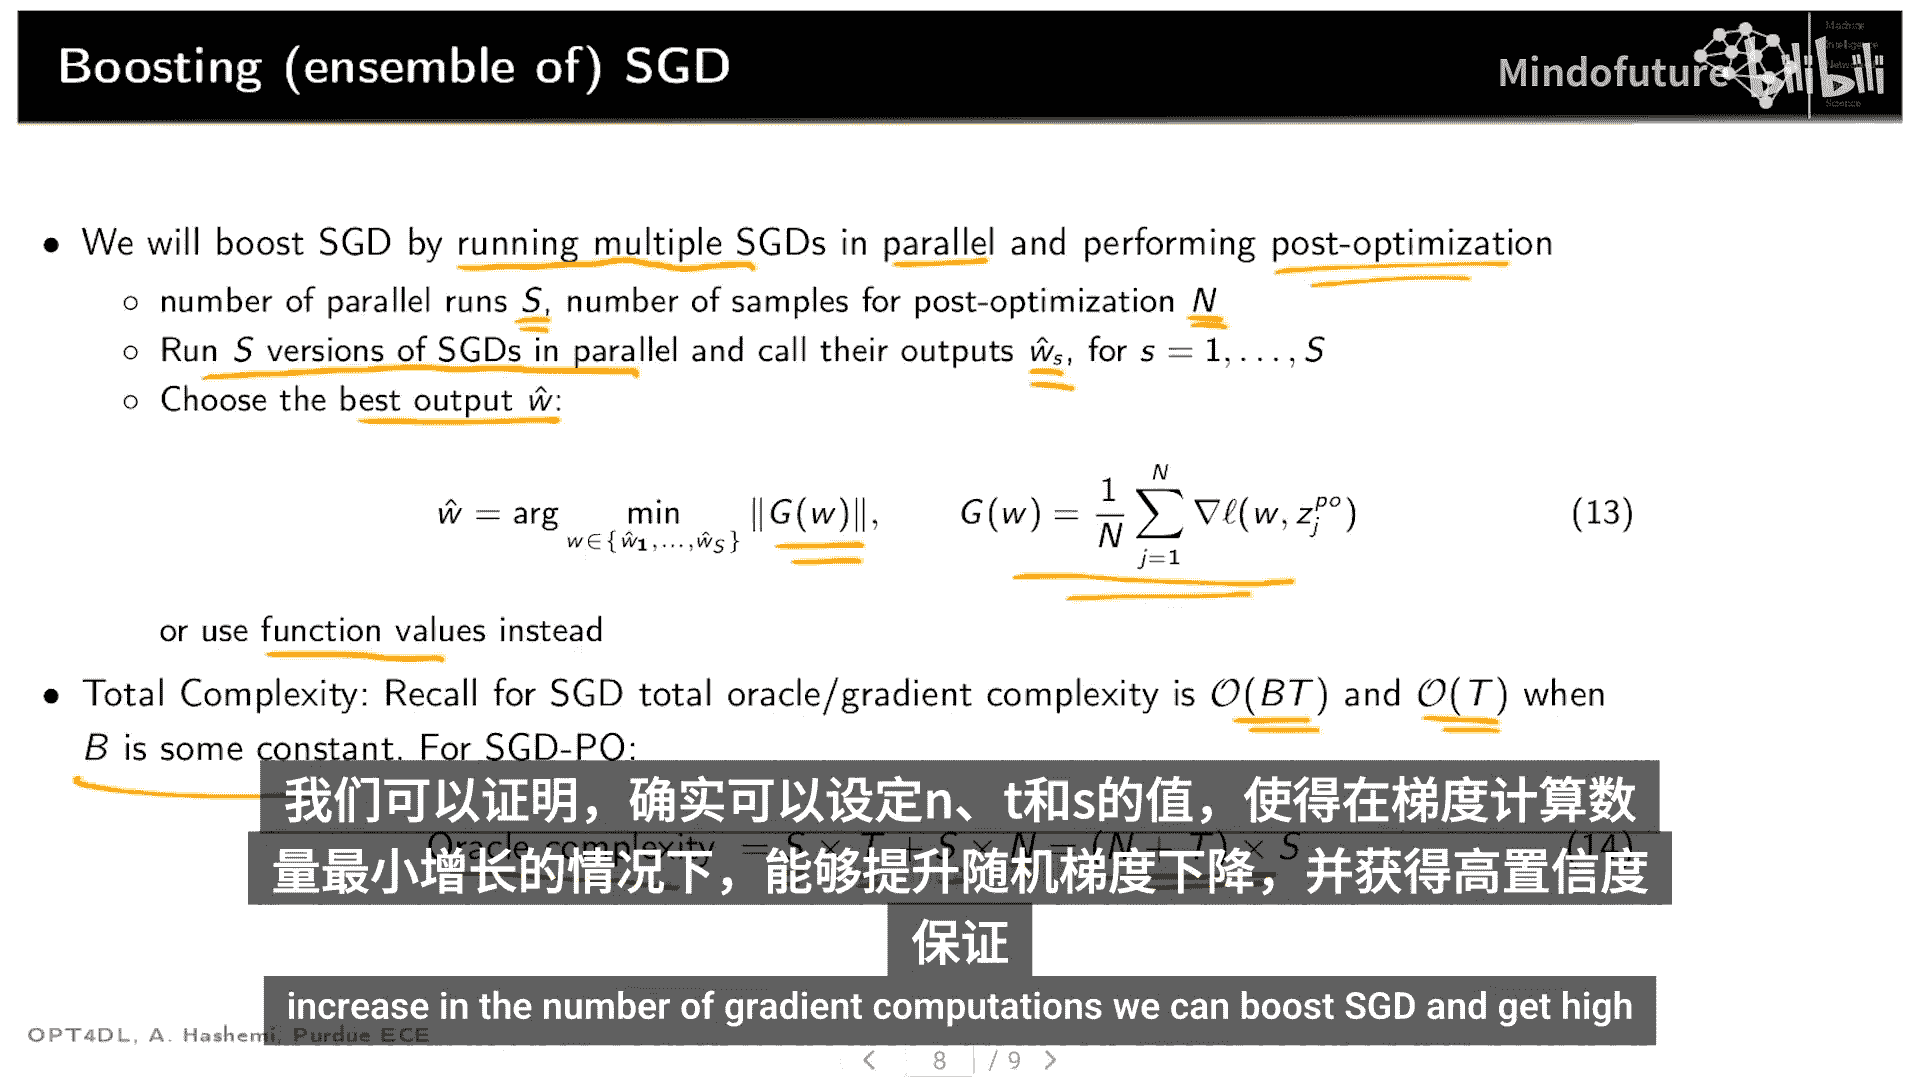 Boosting (ensemble of) SGD
Mindofuture
bilibili
• We will boost SGD by running multiple SGDs in parallel and performing post-optimization
○ number of parallel runs S, number of samples for post-optimization N
○ Run S versions of SGDs in parallel and call their outputs ŵ_s, for s = 1, . . . , S
○ Choose the best output ŵ:
ŵ = arg min_{w∈{ŵ_1,...,ŵ_S}} ‖G(w)‖, G(w) = 1/N ∑_{j=1}^{N} ∇ℓ(w, z_j^{po}) (13)
or use function values instead
• Total Complexity: Recall for SGD total oracle/gradient complexity is O(BT) and O(T) when
B is some constant. For SGD-PO:
Oracle complexity = S × T + S × N = (N + T) × S (14)
我们可以证明，确实可以设定n、t和s的值，使得在梯度计算数
量最小增长的情况下，能够提升随机梯度下降，并获得高置信度
保证
increase in the number of gradient computations we can boost SGD and get high
OPT4DL, A. Hashemi, Purdue ECE
< 8 / 9 >